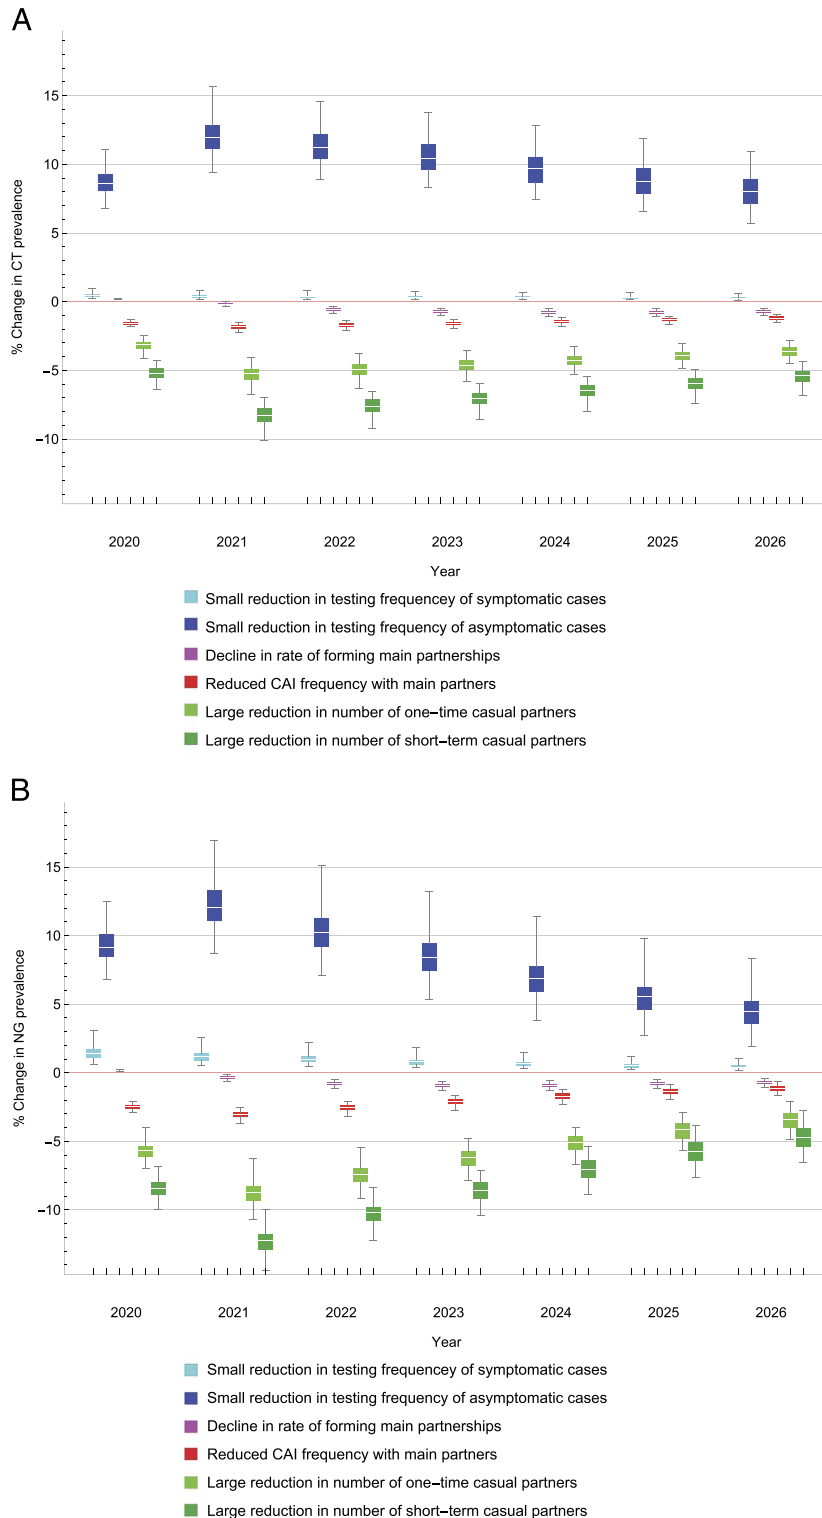 A
15
10
5
0
−5
−10
% Change in CT prevalence
2020 2021 2022 2023 2024 2025 2026
Year
Small reduction in testing frequencey of symptomatic cases
Small reduction in testing frequency of asymptomatic cases
Decline in rate of forming main partnerships
Reduced CAI frequency with main partners
Large reduction in number of one−time casual partners
Large reduction in number of short−term casual partners
B
15
10
5
0
−5
−10
% Change in NG prevalence
2020 2021 2022 2023 2024 2025 2026
Year
Small reduction in testing frequencey of symptomatic cases
Small reduction in testing frequency of asymptomatic cases
Decline in rate of forming main partnerships
Reduced CAI frequency with main partners
Large reduction in number of one−time casual partners
Large reduction in number of short−term casual partners